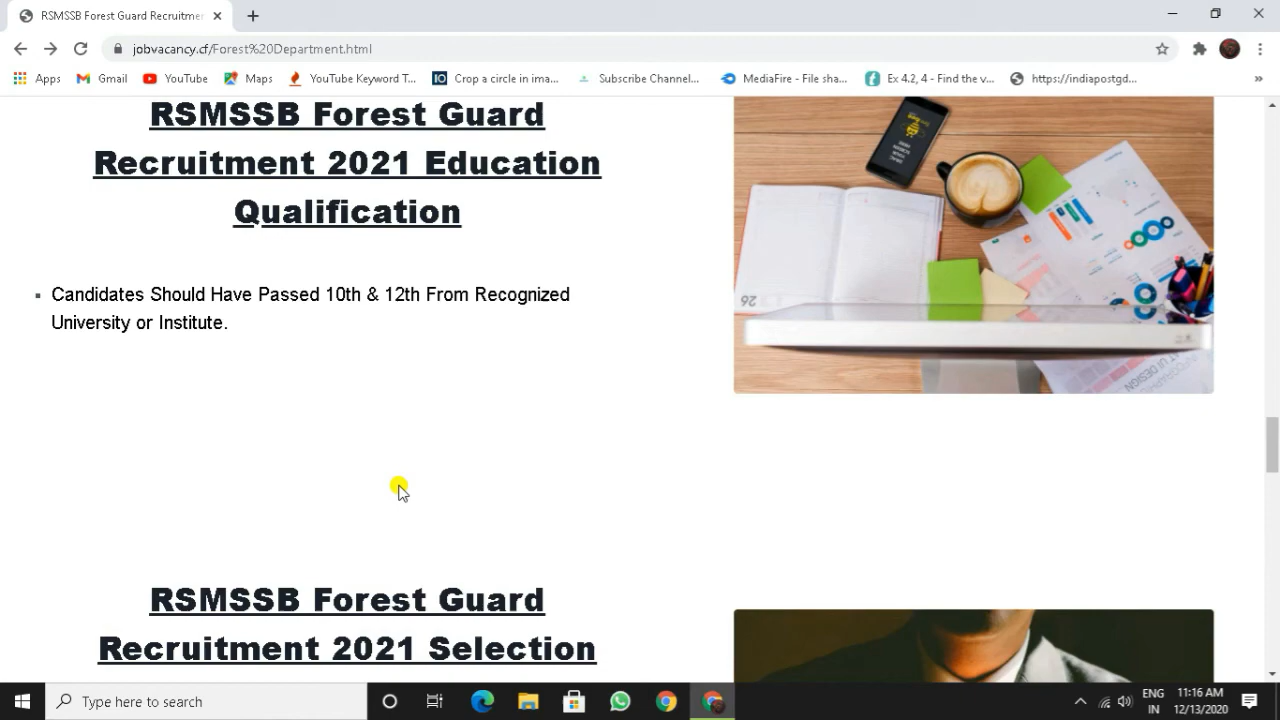 RSMSSB Forest Guard Recruitmen
jobvacancy.cf/Forest%20Department.html
Apps
Gmail
YouTube
Maps
YouTube Keyword T...
Crop a circle in ima...
Subscribe Channel...
MediaFire - File sha...
Ex 4.2, 4 - Find the v...
https://indiapostgd...
»
RSMSSB Forest Guard
Recruitment 2021 Education
Qualification
Candidates Should Have Passed 10th & 12th From Recognized
University or Institute.
26
RSMSSB Forest Guard
Recruitment 2021 Selection
Type here to search
ENG
IN
11:16 AM
12/13/2020